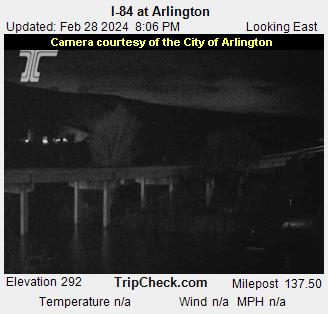 I-84 at Arlington
Updated: Feb 28 2024 8:06 PM Looking East
Camera courtesy of the City of Arlington
Elevation 292 TripCheck.com Milepost 137.50
Temperature n/a Wind n/a MPH n/a